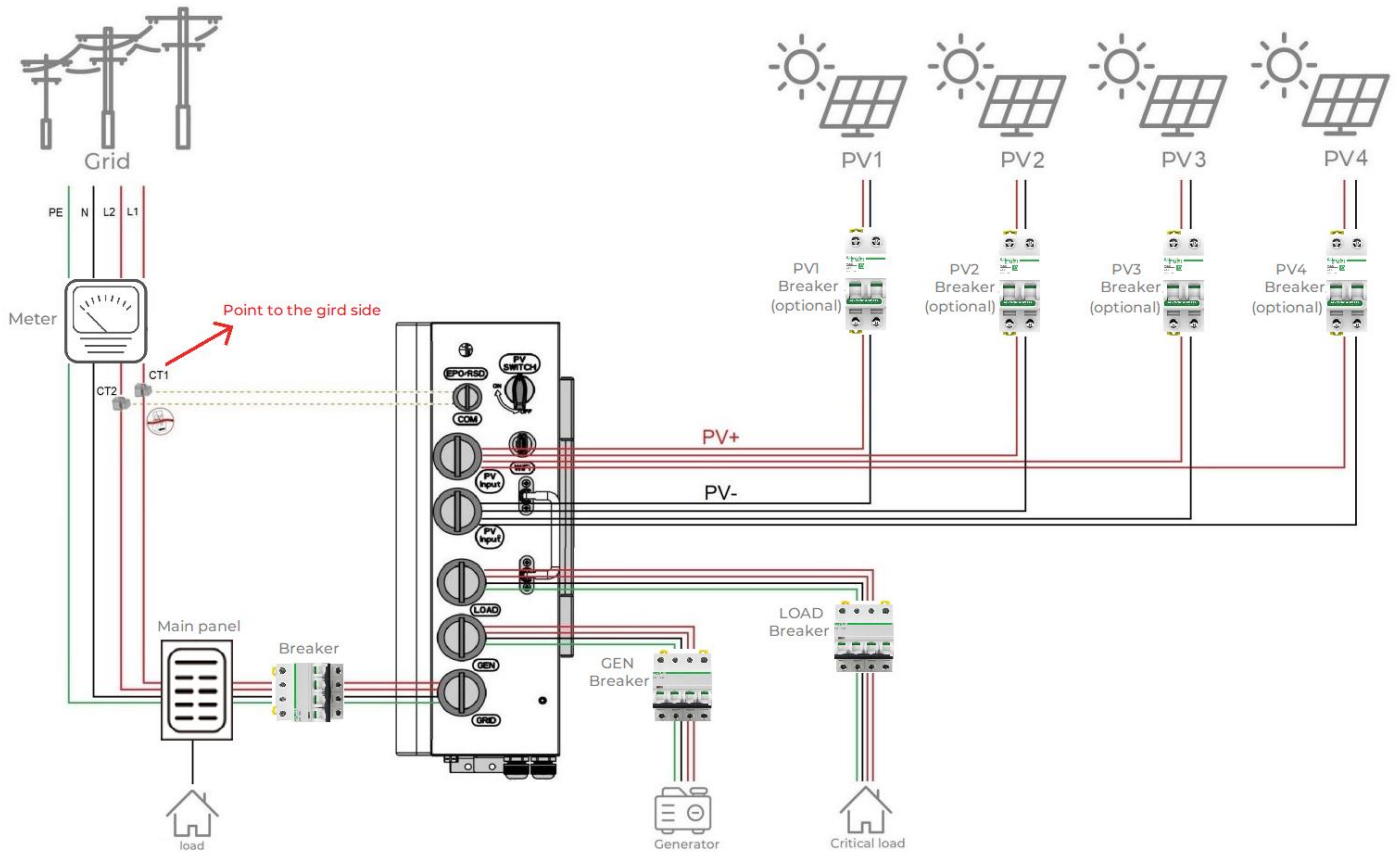 Grid
PV1
PV2
PV3
PV4
PE
N
L2
L1
PV1
Breaker
(optional)
PV2
Breaker
(optional)
PV3
Breaker
(optional)
PV4
Breaker
(optional)
Meter
Point to the gird side
CT1
CT2
PV
SWITCH
EPO-RSD
ON
OFF
COM
PV+
PV
Input
PV-
PV
Input
LOAD
LOAD
Breaker
Main panel
Breaker
GEN
GEN
Breaker
GRID
load
Generator
Critical load